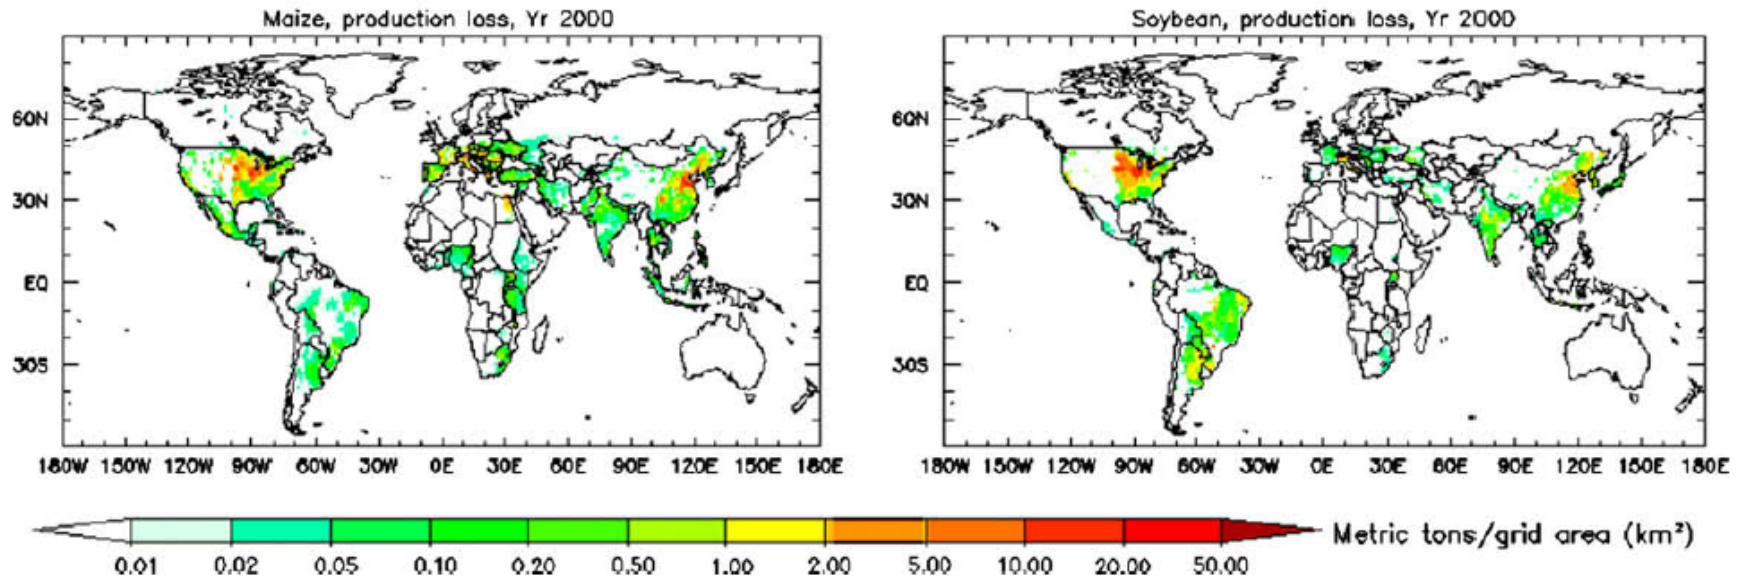 Maize, production loss, Yr 2000
Soybean, production loss, Yr 2000
60N
30N
EQ
30S
180W 150W 120W 90W 60W 30W 0E 30E 60E 90E 120E 150E 180E
60N
30N
EQ
30S
180W 150W 120W 90W 60W 30W 0E 30E 60E 90E 120E 150E 180E
Metric tons/grid area (km²)
0.01 0.02 0.05 0.10 0.20 0.50 1.00 2.00 5.00 10.00 20.00 50.00